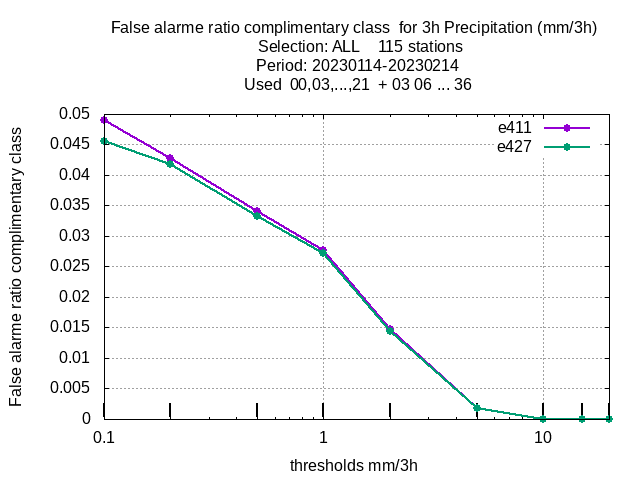 False alarme ratio complimentary class  for 3h Precipitation (mm/3h)
Selection: ALL    115 stations
Period: 20230114-20230214
Used  00,03,...,21  + 03 06 ... 36
e411
e427
0.05
0.045
0.04
0.035
0.03
0.025
0.02
0.015
0.01
0.005
0
False alarme ratio complimentary class
0.1
1
10
thresholds mm/3h